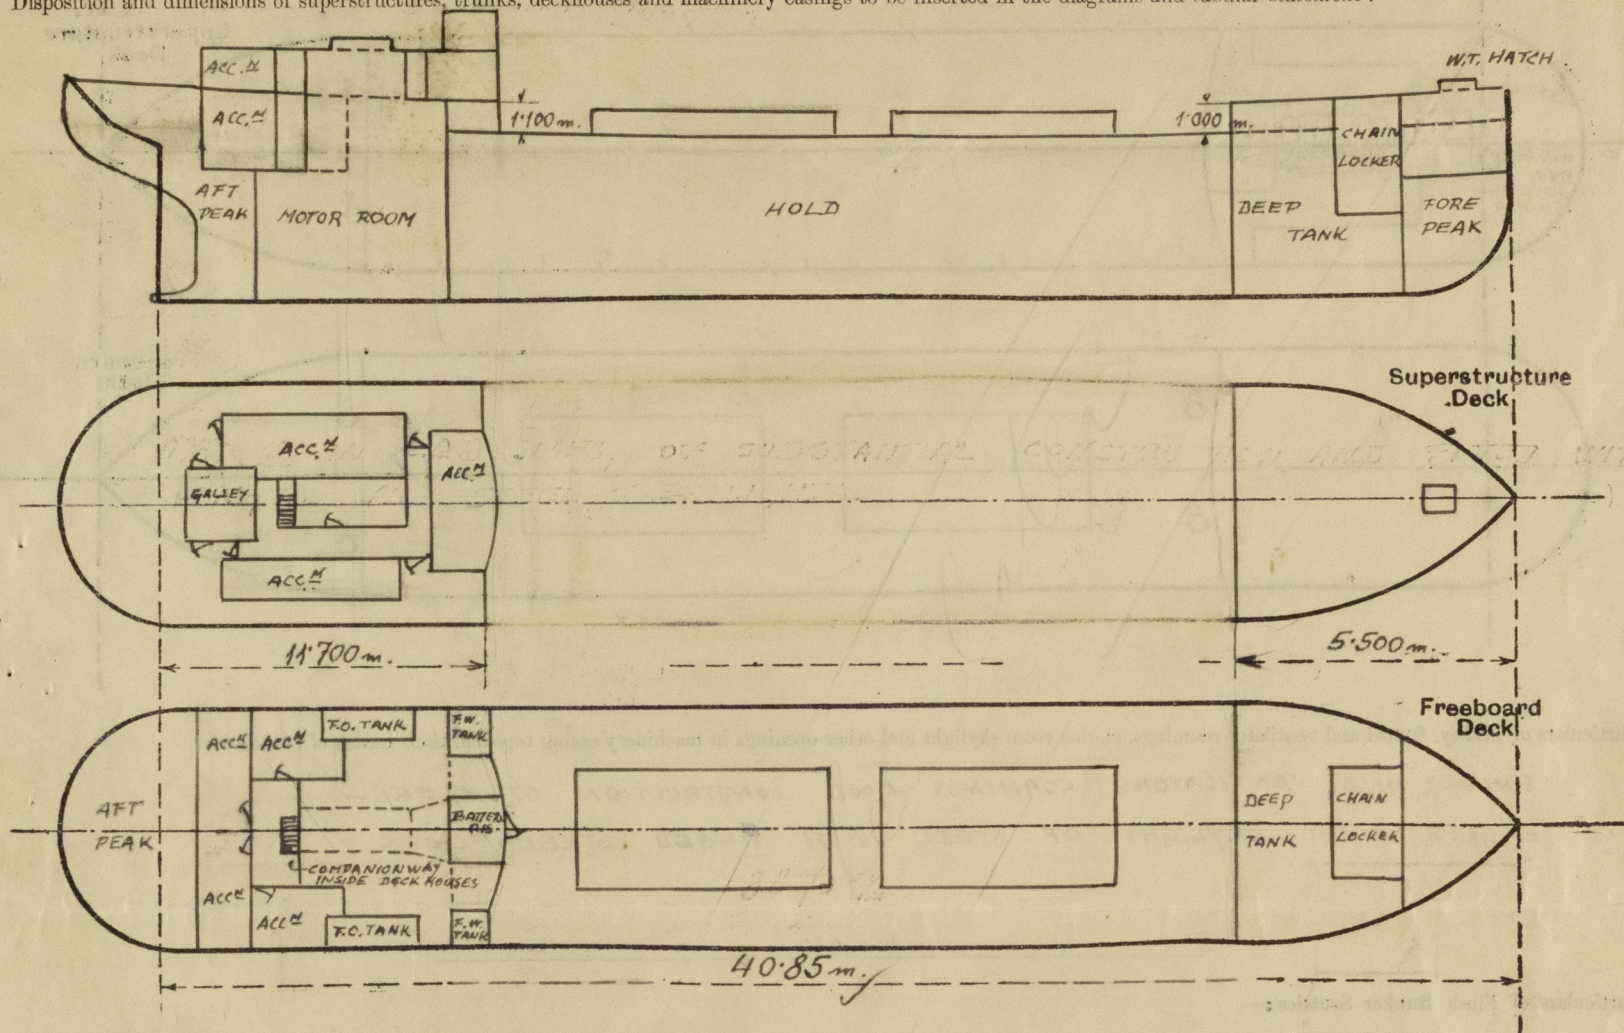 Disposition and dimensions of superstructures, trunks, deckhouses and machinery casings to be inserted in the diagrams and tabular statement:
W.T. HATCH
ACC.N
ACC.N
1·100 m.
1·000 m.
CHAIN
LOCKER
AFT
PEAK
MOTOR ROOM
HOLD
DEEP
TANK
FORE
PEAK
Superstructure
Deck
ACC.N
ACC.N
GALLEY
ACC.N
11·700 m.
5·500 m.
Freeboard
Deck
ACC.N
ACC.N
F.O. TANK
F.W.
TANK
AFT
PEAK
BATTERY
DEEP
TANK
CHAIN
LOCKER
COMPANIONWAY
INSIDE DECK HOUSES
ACC.N
ACC.N
F.O. TANK
F.W.
TANK
40·85 m.